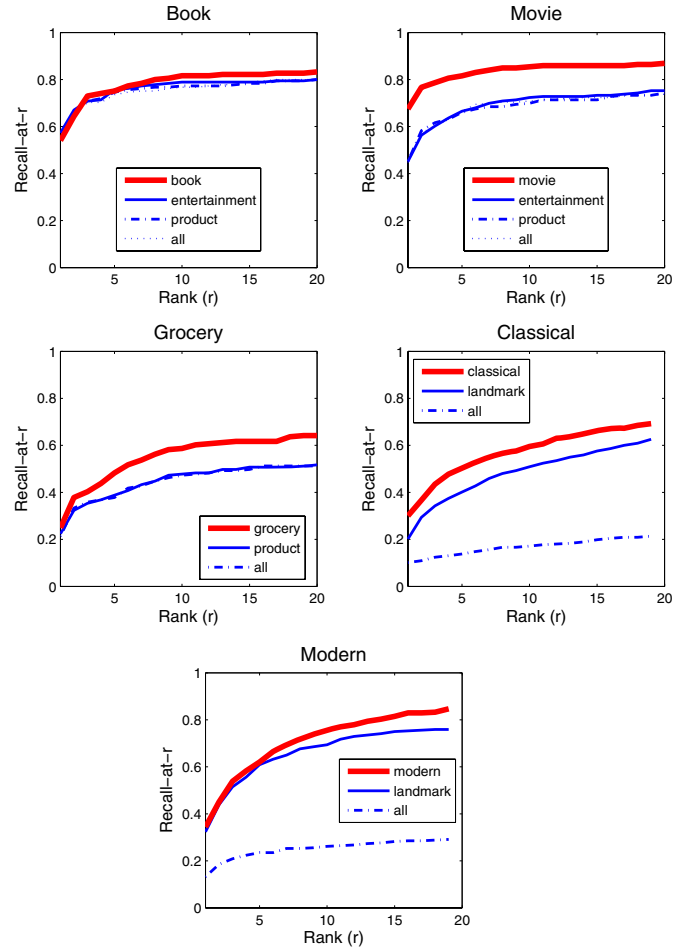 Book
1
0.8
0.6
0.4
0.2
0
Recall-at-r
book
entertainment
product
all
5 10 15 20
Rank (r)
Movie
1
0.8
0.6
0.4
0.2
0
Recall-at-r
movie
entertainment
product
all
5 10 15 20
Rank (r)
Grocery
1
0.8
0.6
0.4
0.2
0
Recall-at-r
grocery
product
all
5 10 15 20
Rank (r)
Classical
1
0.8
0.6
0.4
0.2
0
Recall-at-r
classical
landmark
all
5 10 15 20
Rank (r)
Modern
1
0.8
0.6
0.4
0.2
0
Recall-at-r
modern
landmark
all
5 10 15 20
Rank (r)